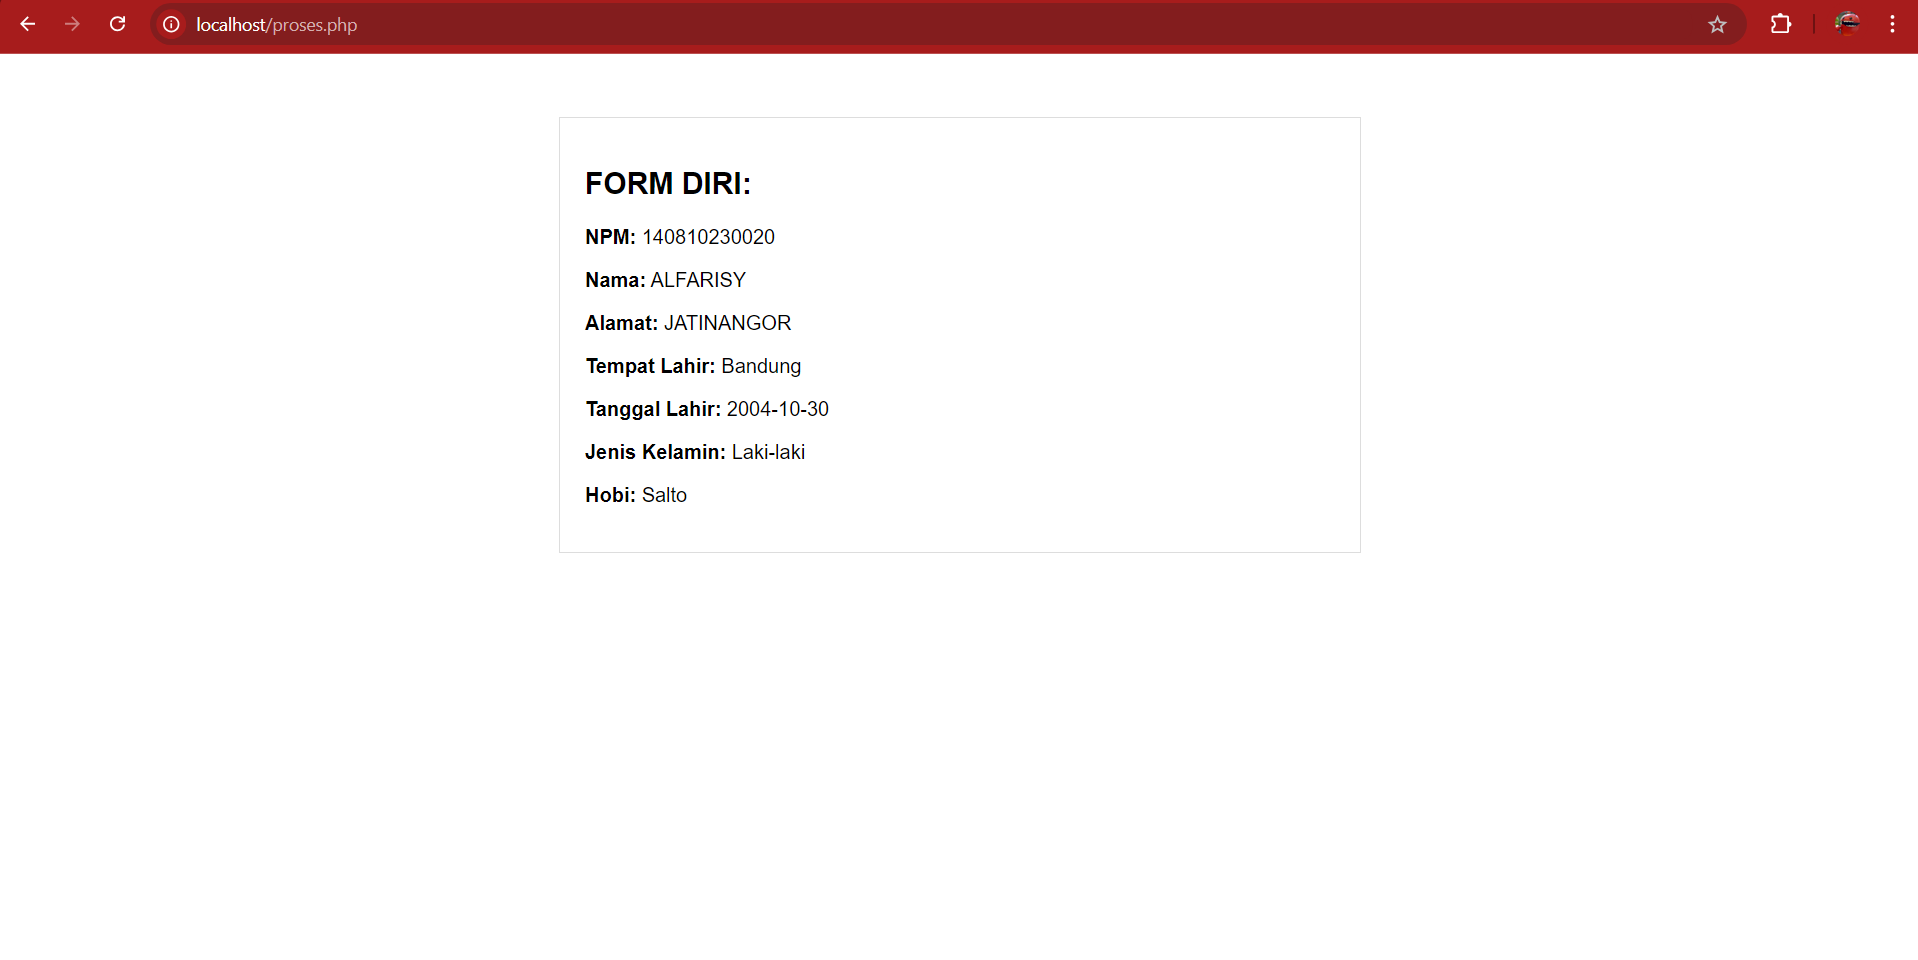 localhost/proses.php
FORM DIRI:
NPM: 140810230020
Nama: ALFARISY
Alamat: JATINANGOR
Tempat Lahir: Bandung
Tanggal Lahir: 2004-10-30
Jenis Kelamin: Laki-laki
Hobi: Salto